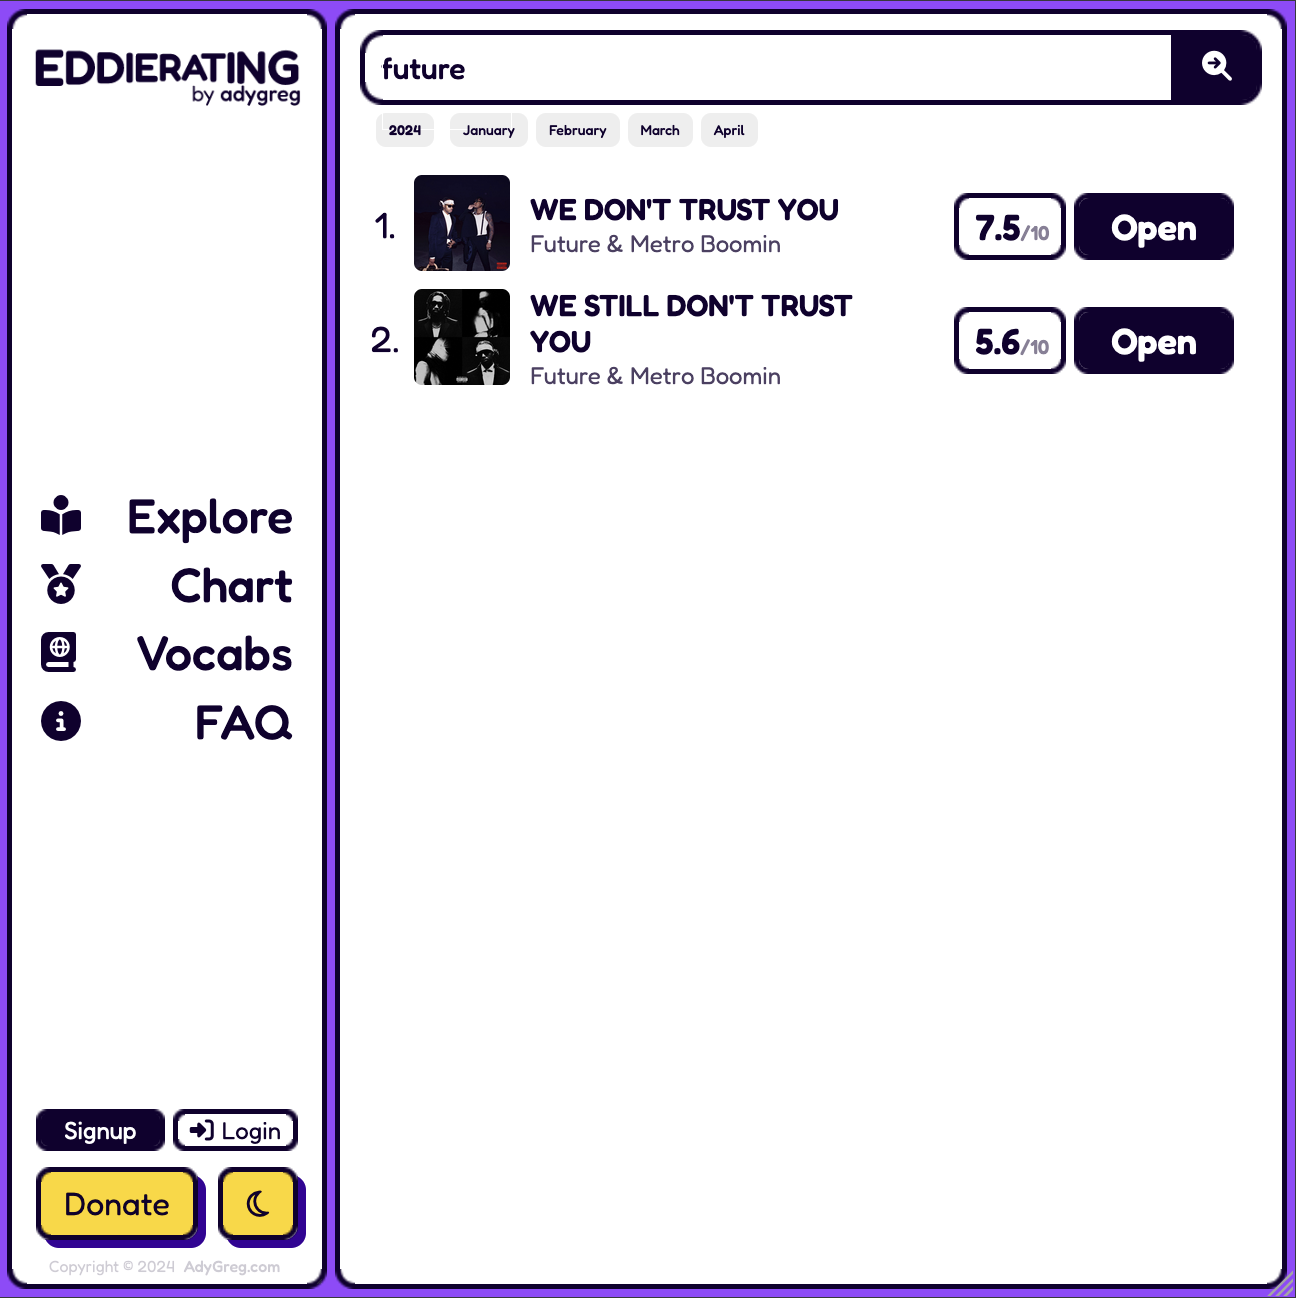 EDDIERATING
by adygreg
Explore
Chart
Vocabs
FAQ
Signup
Login
Donate
Copyright © 2024 AdyGreg.com
future
2024 January February March April
1.
WE DON'T TRUST YOU
Future & Metro Boomin
7.5/10
Open
2.
WE STILL DON'T TRUST
YOU
Future & Metro Boomin
5.6/10
Open